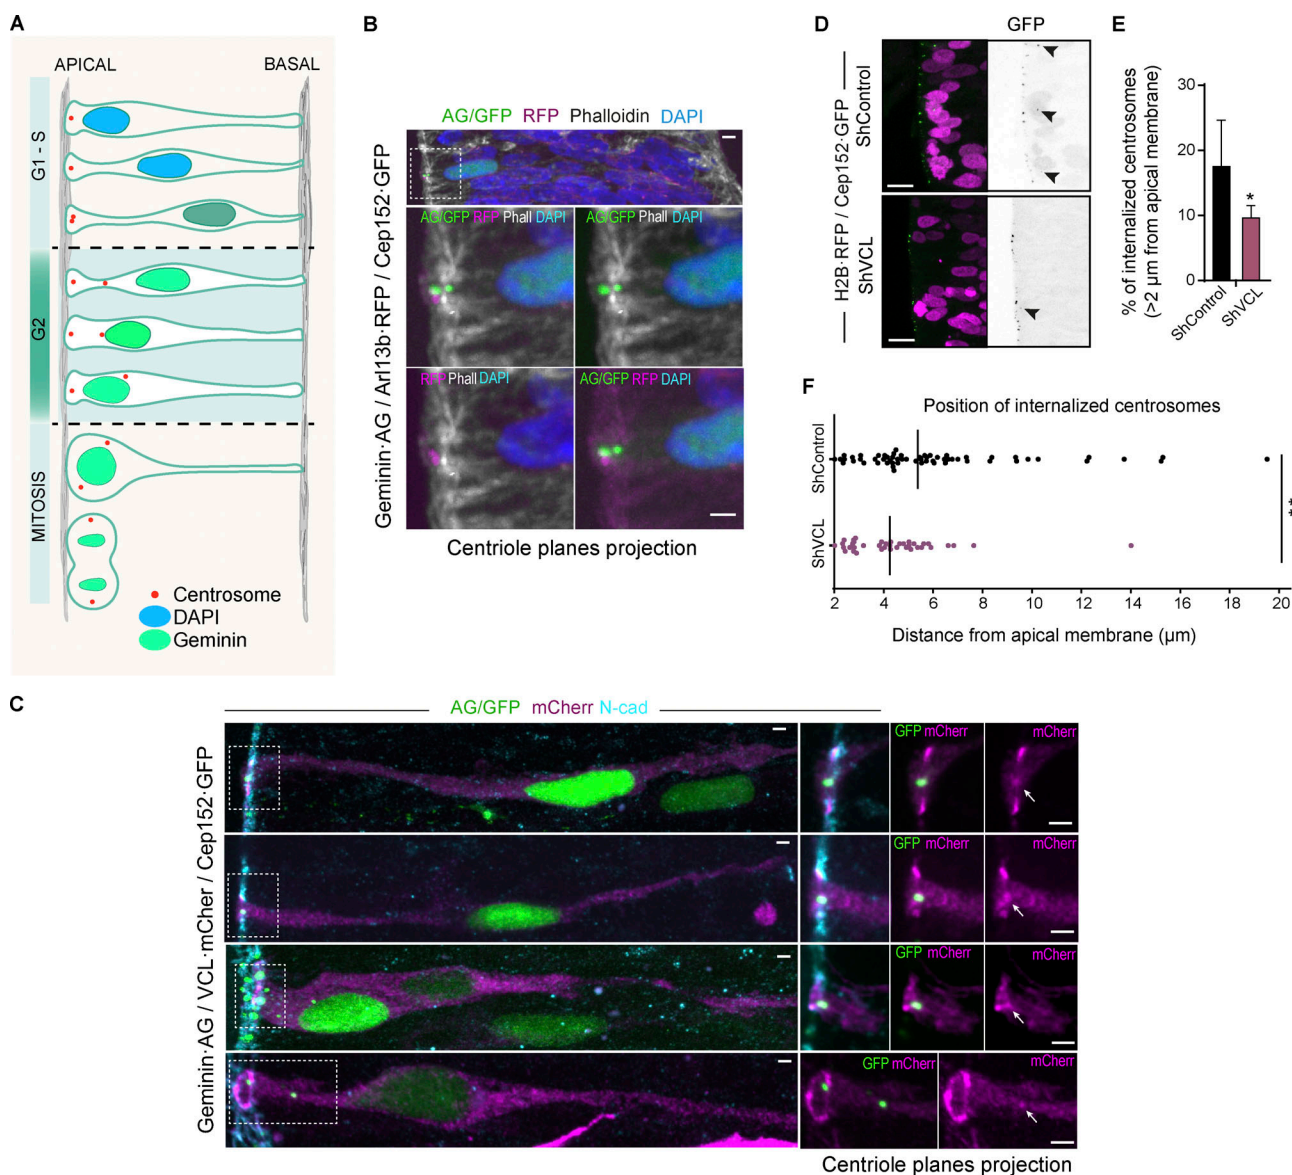 A
APICAL
BASAL
G1 - S
G2
MITOSIS
Centrosome
DAPI
Geminin
B
AG/GFP RFP Phalloidin DAPI
Geminin·AG / Arl13b·RFP / Cep152·GFP
AG/GFP RFP Phall DAPI
AG/GFP Phall DAPI
RFP Phall DAPI
AG/GFP RFP DAPI
Centriole planes projection
D
GFP
H2B·RFP / Cep152·GFP
ShControl
ShVCL
E
% of internalized centrosomes
(>2 µm from apical membrane)
30
20
10
0
*
ShControl
ShVCL
F
Position of internalized centrosomes
ShControl
ShVCL
**
2 4 6 8 10 12 14 16 18 20
Distance from apical membrane (µm)
C
AG/GFP mCherr N-cad
Geminin·AG / VCL·mCher / Cep152·GFP
GFP mCherr
mCherr
GFP mCherr
mCherr
GFP mCherr
mCherr
GFP mCherr
mCherr
Centriole planes projection